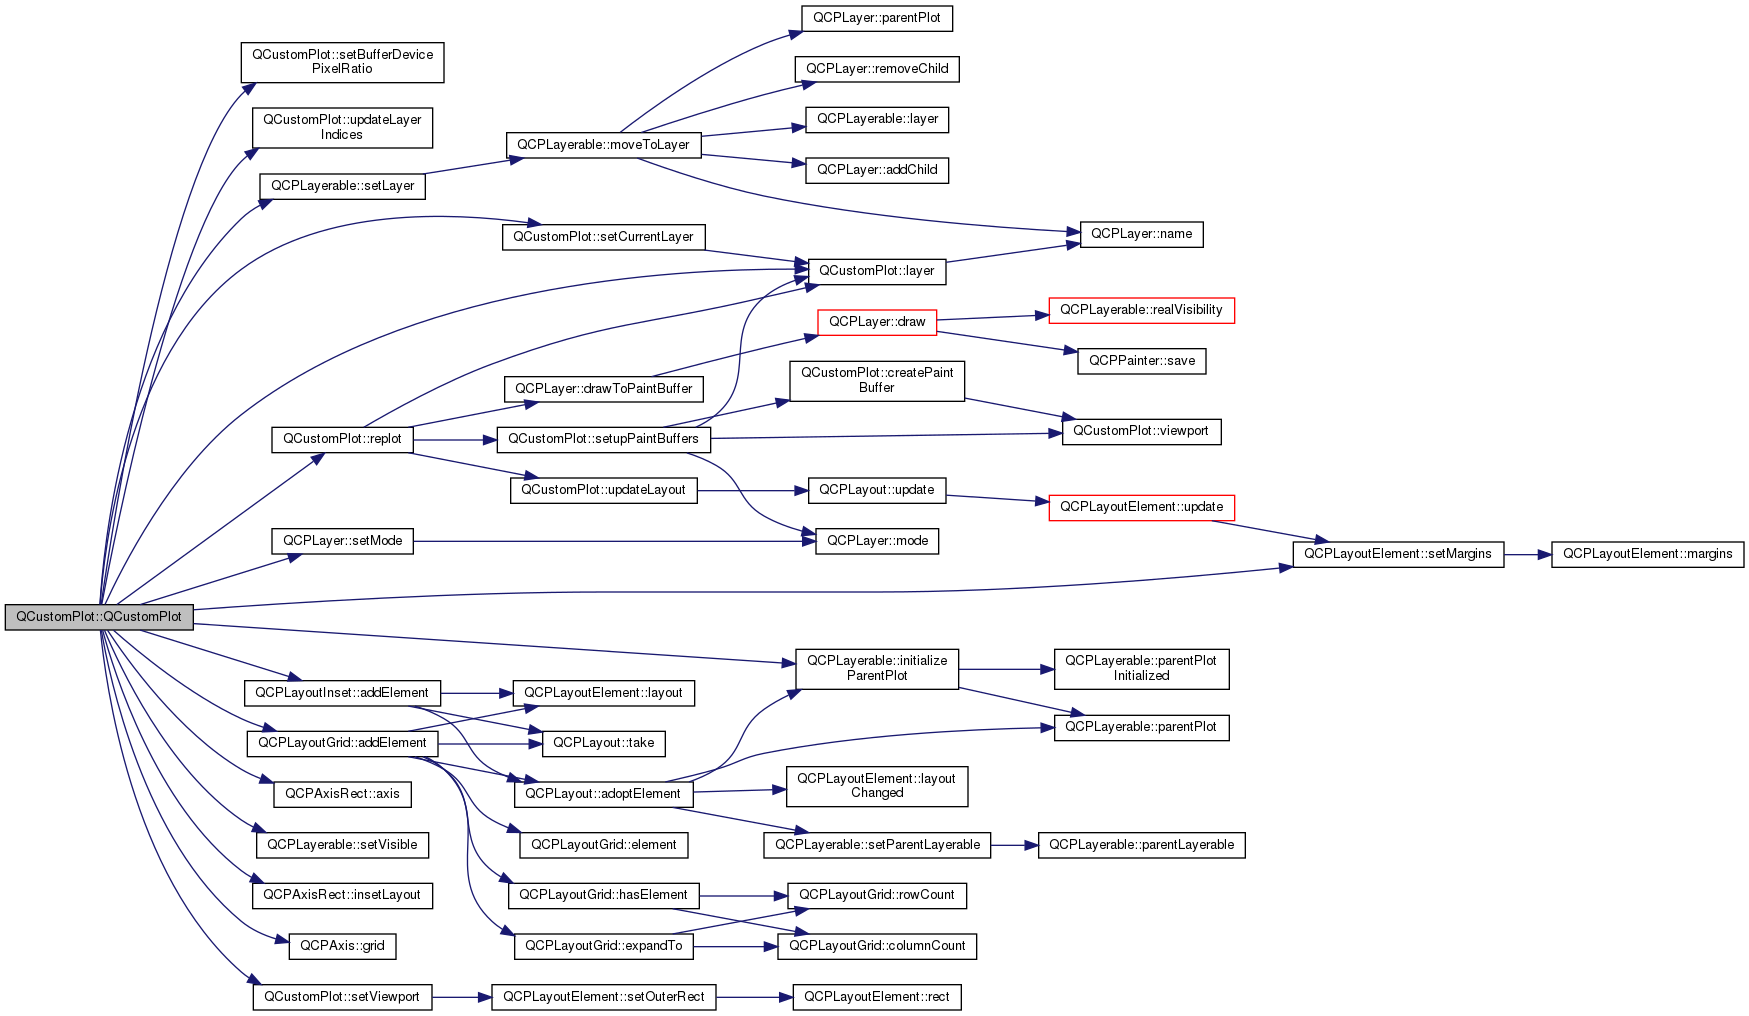 QCPLayer::parentPlot
QCustomPlot::setBufferDevice
PixelRatio
QCPLayer::removeChild
QCustomPlot::updateLayer
Indices
QCPLayerable::layer
QCPLayerable::moveToLayer
QCPLayer::addChild
QCPLayerable::setLayer
QCustomPlot::setCurrentLayer
QCPLayer::name
QCustomPlot::layer
QCPLayerable::realVisibility
QCPLayer::draw
QCPPainter::save
QCustomPlot::createPaint
Buffer
QCPLayer::drawToPaintBuffer
QCustomPlot::viewport
QCustomPlot::replot
QCustomPlot::setupPaintBuffers
QCustomPlot::updateLayout
QCPLayout::update
QCPLayoutElement::update
QCPLayer::setMode
QCPLayer::mode
QCPLayoutElement::setMargins
QCPLayoutElement::margins
QCustomPlot::QCustomPlot
QCPLayerable::initialize
ParentPlot
QCPLayerable::parentPlot
Initialized
QCPLayoutInset::addElement
QCPLayoutElement::layout
QCPLayerable::parentPlot
QCPLayoutGrid::addElement
QCPLayout::take
QCPLayoutElement::layout
Changed
QCPAxisRect::axis
QCPLayout::adoptElement
QCPLayerable::setVisible
QCPLayoutGrid::element
QCPLayerable::setParentLayerable
QCPLayerable::parentLayerable
QCPAxisRect::insetLayout
QCPLayoutGrid::hasElement
QCPLayoutGrid::rowCount
QCPAxis::grid
QCPLayoutGrid::expandTo
QCPLayoutGrid::columnCount
QCustomPlot::setViewport
QCPLayoutElement::setOuterRect
QCPLayoutElement::rect